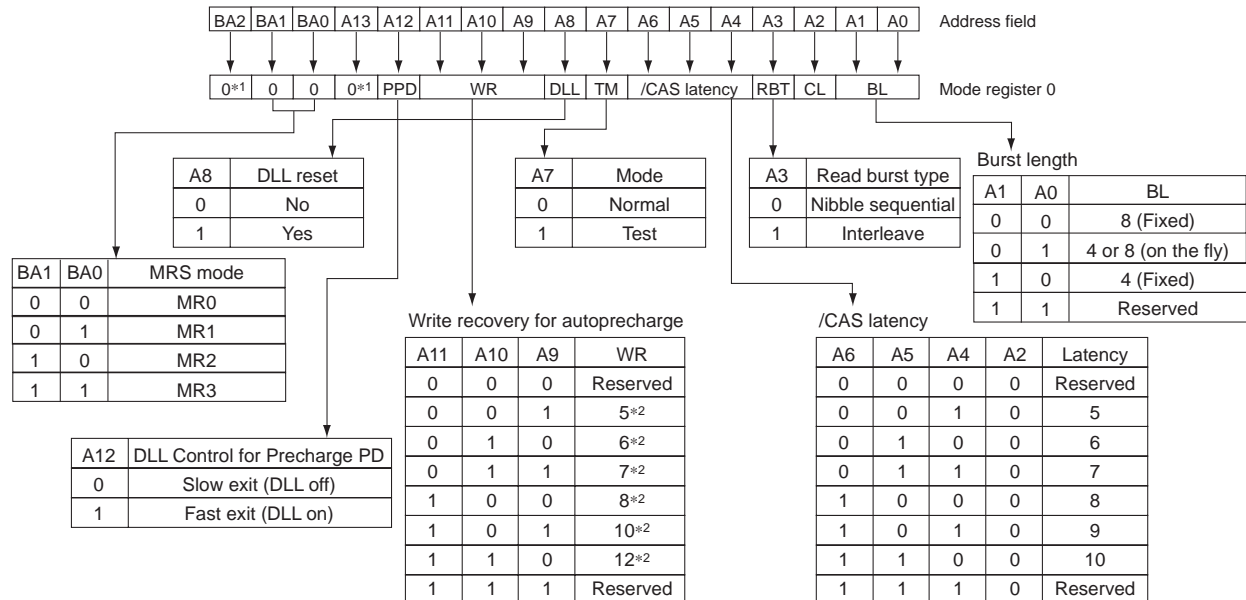 BA2 BA1 BA0 A13 A12 A11 A10 A9 A8 A7 A6 A5 A4 A3 A2 A1 A0 Address field
0*1 0 0 0*1 PPD WR DLL TM /CAS latency RBT CL BL Mode register 0
A8 DLL reset
0 No
1 Yes
A7 Mode
0 Normal
1 Test
A3 Read burst type
0 Nibble sequential
1 Interleave
Burst length
A1 A0 BL
0 0 8 (Fixed)
0 1 4 or 8 (on the fly)
1 0 4 (Fixed)
1 1 Reserved
BA1 BA0 MRS mode
0 0 MR0
0 1 MR1
1 0 MR2
1 1 MR3
A12 DLL Control for Precharge PD
0 Slow exit (DLL off)
1 Fast exit (DLL on)
Write recovery for autoprecharge
A11 A10 A9 WR
0 0 0 Reserved
0 0 1 5*2
0 1 0 6*2
0 1 1 7*2
1 0 0 8*2
1 0 1 10*2
1 1 0 12*2
1 1 1 Reserved
/CAS latency
A6 A5 A4 A2 Latency
0 0 0 0 Reserved
0 0 1 0 5
0 1 0 0 6
0 1 1 0 7
1 0 0 0 8
1 0 1 0 9
1 1 0 0 10
1 1 1 0 Reserved